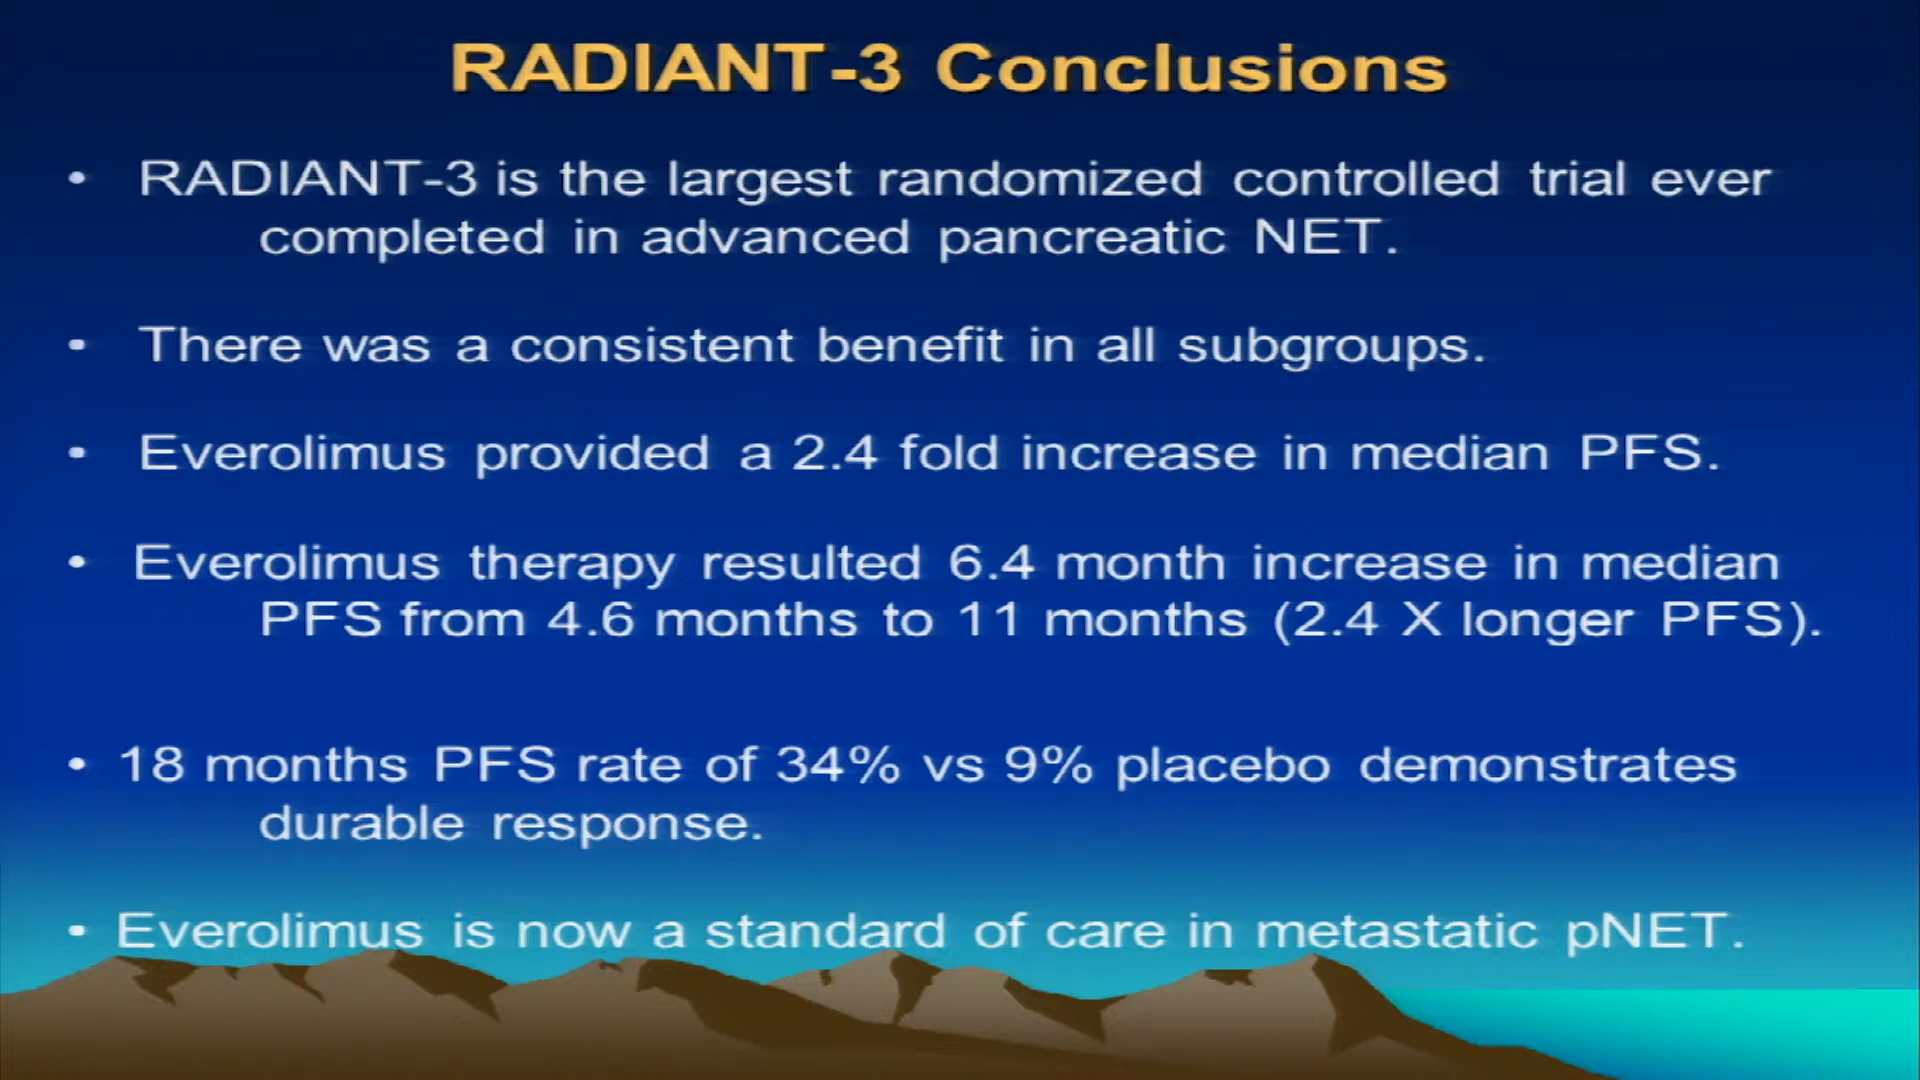 RADIANT-3 Conclusions
• RADIANT-3 is the largest randomized controlled trial ever
completed in advanced pancreatic NET.
• There was a consistent benefit in all subgroups.
• Everolimus provided a 2.4 fold increase in median PFS.
• Everolimus therapy resulted 6.4 month increase in median
PFS from 4.6 months to 11 months (2.4 X longer PFS).
• 18 months PFS rate of 34% vs 9% placebo demonstrates
durable response.
• Everolimus is now a standard of care in metastatic pNET.